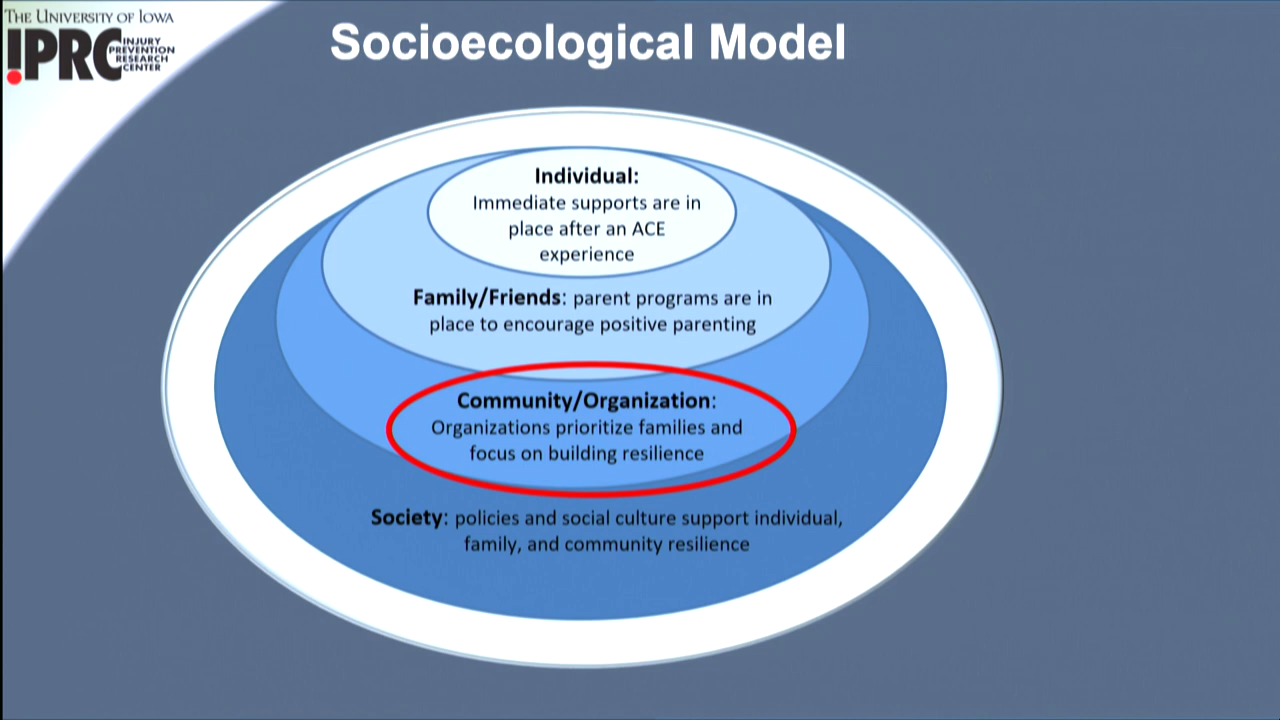 THE UNIVERSITY OF IOWA
IPRC
INJURY
PREVENTION
RESEARCH
CENTER
Socioecological Model
Individual:
Immediate supports are in
place after an ACE
experience
Family/Friends: parent programs are in
place to encourage positive parenting
Community/Organization:
Organizations prioritize families and
focus on building resilience
Society: policies and social culture support individual,
family, and community resilience